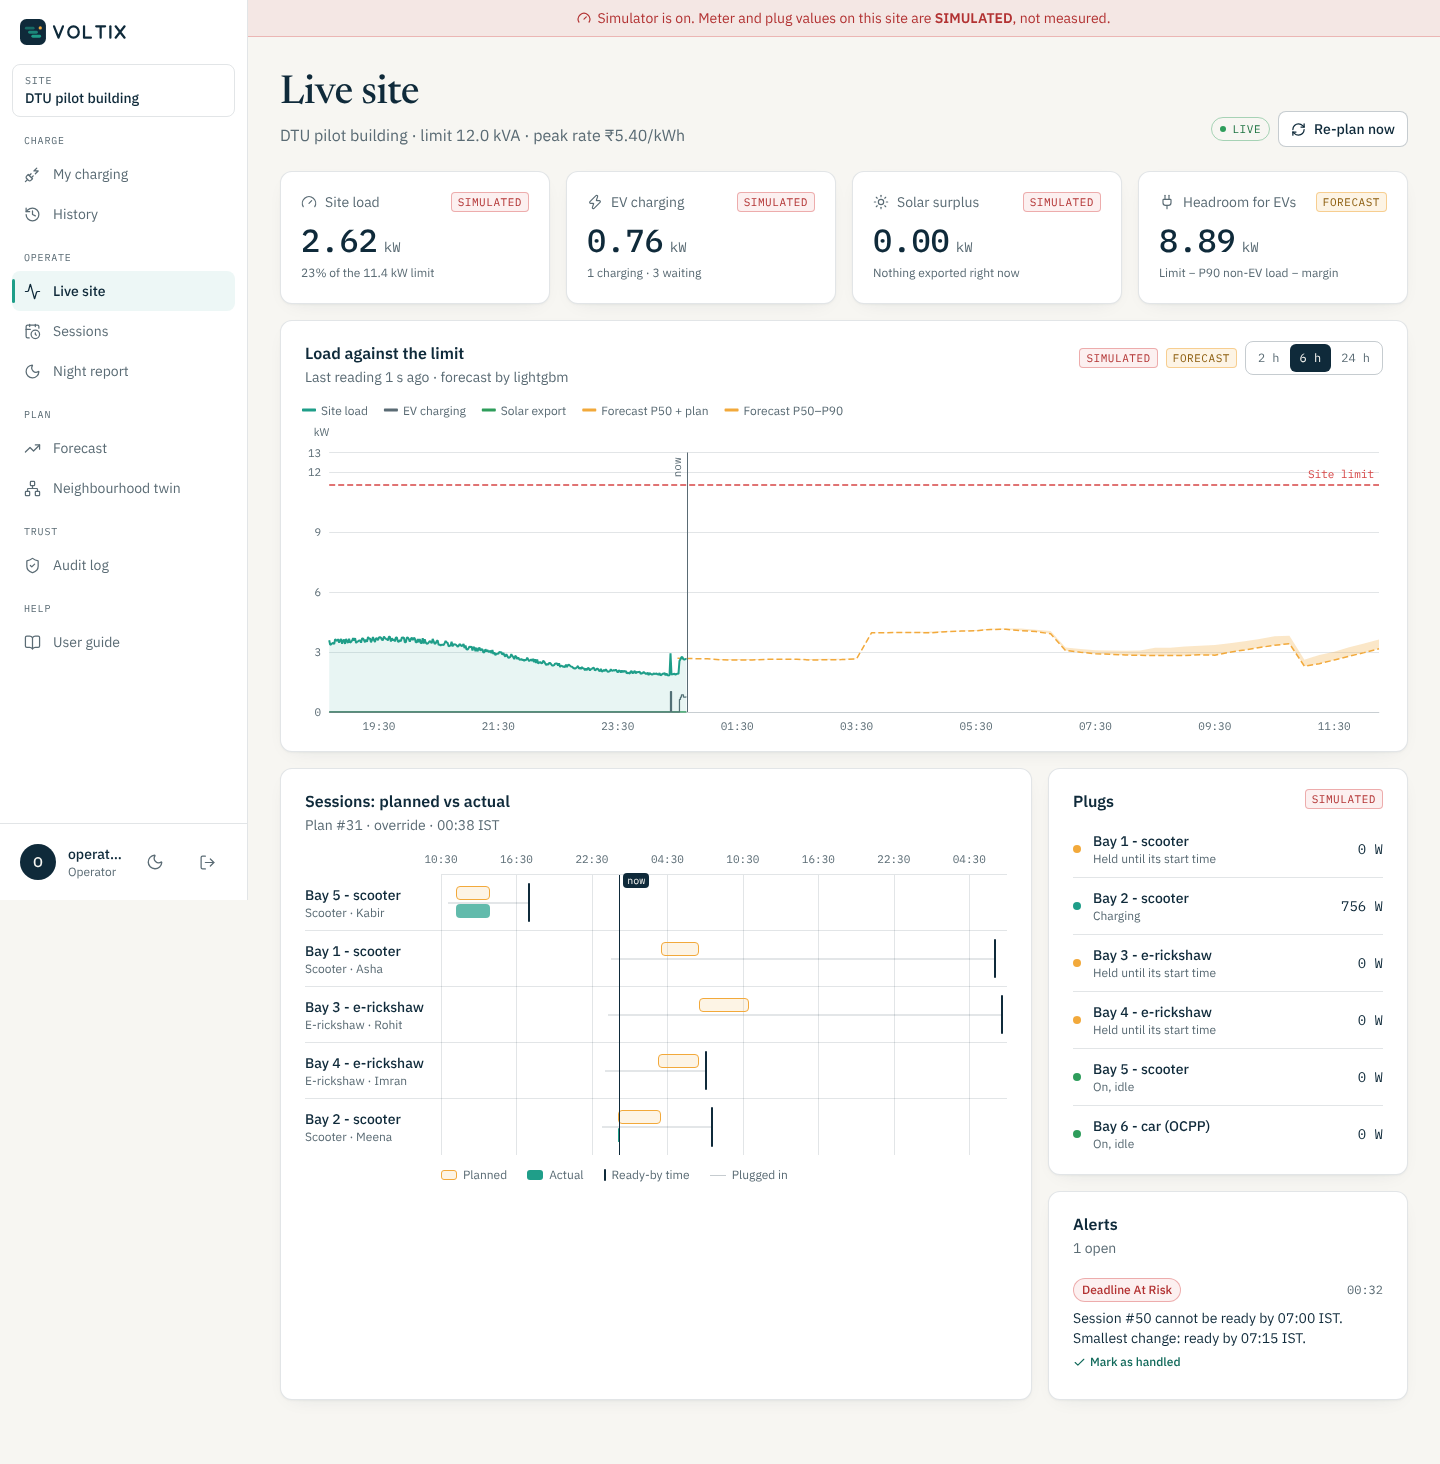 VOLTIX
SITE
DTU pilot building
CHARGE
My charging
History
OPERATE
Live site
Sessions
Night report
PLAN
Forecast
Neighbourhood twin
TRUST
Audit log
HELP
User guide
O
operat...
Operator
Simulator is on. Meter and plug values on this site are SIMULATED, not measured.
Live site
DTU pilot building · limit 12.0 kVA · peak rate ₹5.40/kWh
LIVE
Re-plan now
Site load
SIMULATED
2.62 kW
23% of the 11.4 kW limit
EV charging
SIMULATED
0.76 kW
1 charging · 3 waiting
Solar surplus
SIMULATED
0.00 kW
Nothing exported right now
Headroom for EVs
FORECAST
8.89 kW
Limit − P90 non-EV load − margin
Load against the limit
Last reading 1 s ago · forecast by lightgbm
SIMULATED
FORECAST
2 h
6 h
24 h
Site load
EV charging
Solar export
Forecast P50 + plan
Forecast P50–P90
kW
13
12
9
6
3
0
now
Site limit
19:30
21:30
23:30
01:30
03:30
05:30
07:30
09:30
11:30
Sessions: planned vs actual
Plan #31 · override · 00:38 IST
10:30
16:30
22:30
04:30
10:30
16:30
22:30
04:30
now
Bay 5 - scooter
Scooter · Kabir
Bay 1 - scooter
Scooter · Asha
Bay 3 - e-rickshaw
E-rickshaw · Rohit
Bay 4 - e-rickshaw
E-rickshaw · Imran
Bay 2 - scooter
Scooter · Meena
Planned
Actual
Ready-by time
Plugged in
Plugs
SIMULATED
Bay 1 - scooter
Held until its start time
0 W
Bay 2 - scooter
Charging
756 W
Bay 3 - e-rickshaw
Held until its start time
0 W
Bay 4 - e-rickshaw
Held until its start time
0 W
Bay 5 - scooter
On, idle
0 W
Bay 6 - car (OCPP)
On, idle
0 W
Alerts
1 open
Deadline At Risk
00:32
Session #50 cannot be ready by 07:00 IST.
Smallest change: ready by 07:15 IST.
Mark as handled